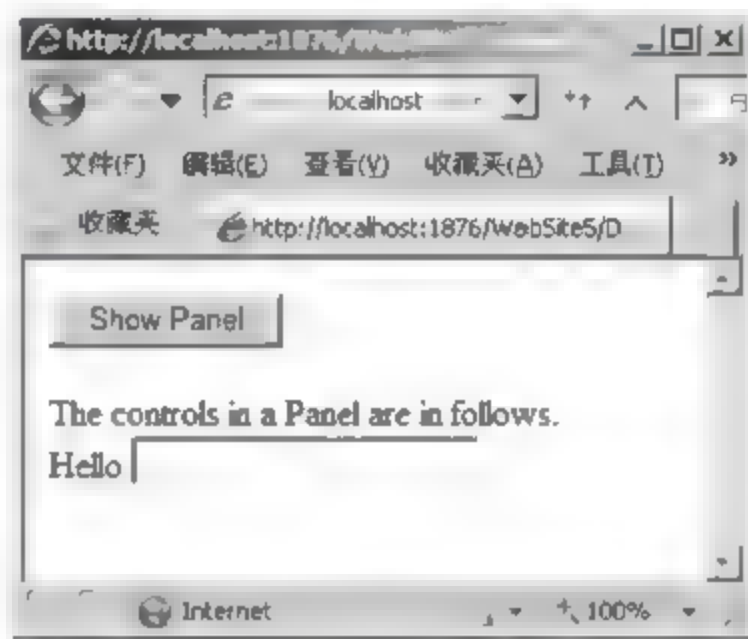 http://localhost:1876/Web
localhost
文件(F) 编辑(E) 查看(V) 收藏夹(A) 工具(T) »
收藏夹 http://localhost:1876/WebSite5/D
Show Panel
The controls in a Panel are in follows.
Hello
Internet 100%